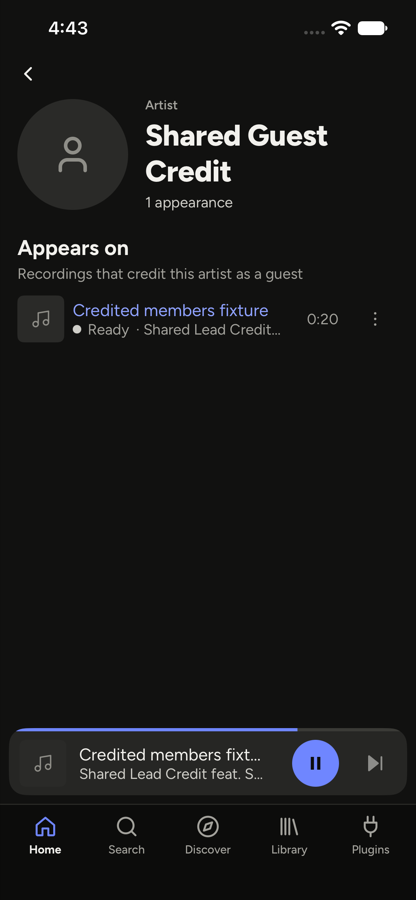 4:43
Artist
Shared Guest
Credit
1 appearance
Appears on
Recordings that credit this artist as a guest
Credited members fixture
Ready · Shared Lead Credit...
0:20
Credited members fixt...
Shared Lead Credit feat. S...
Home
Search
Discover
Library
Plugins